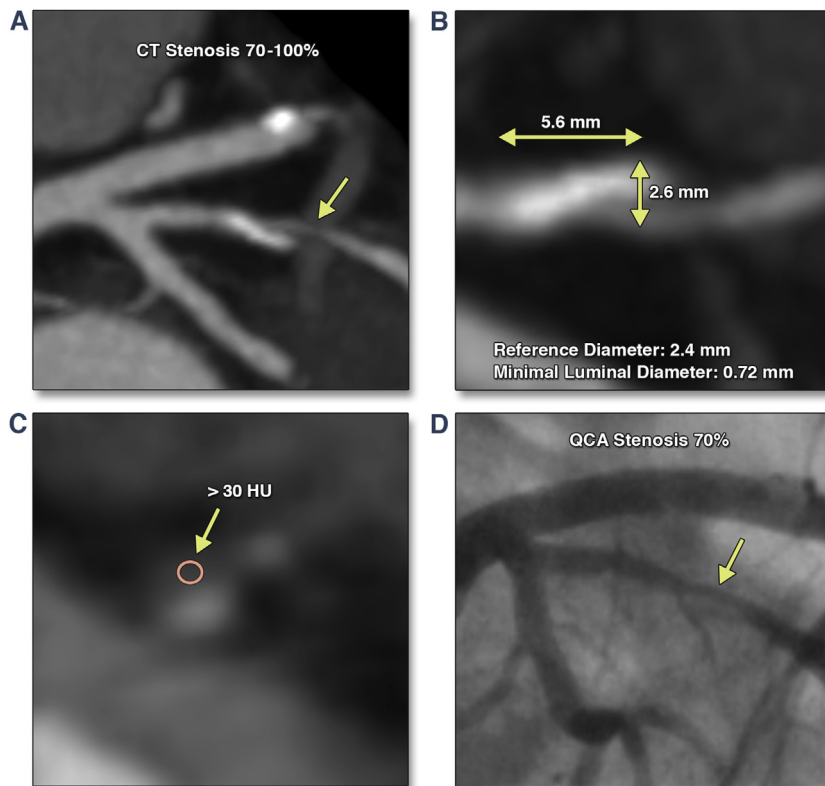 A
CT Stenosis 70-100%
B
5.6 mm
2.6 mm
Reference Diameter: 2.4 mm
Minimal Luminal Diameter: 0.72 mm
C
> 30 HU
D
QCA Stenosis 70%